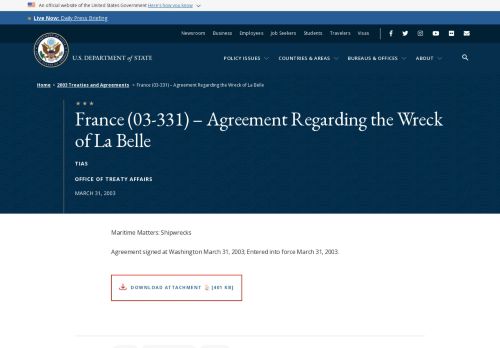 An official website of the United States Government Here's how you know
Live Now: Daily Press Briefing
Newsroom Business Employees Job Seekers Students Travelers Visas
U.S. DEPARTMENT of STATE
POLICY ISSUES COUNTRIES & AREAS BUREAUS & OFFICES ABOUT
Home > 2003 Treaties and Agreements > France (03-331) – Agreement Regarding the Wreck of La Belle
France (03-331) – Agreement Regarding the Wreck
of La Belle
TIAS
OFFICE OF TREATY AFFAIRS
MARCH 31, 2003
Maritime Matters: Shipwrecks
Agreement signed at Washington March 31, 2003; Entered into force March 31, 2003.
DOWNLOAD ATTACHMENT [401 KB]